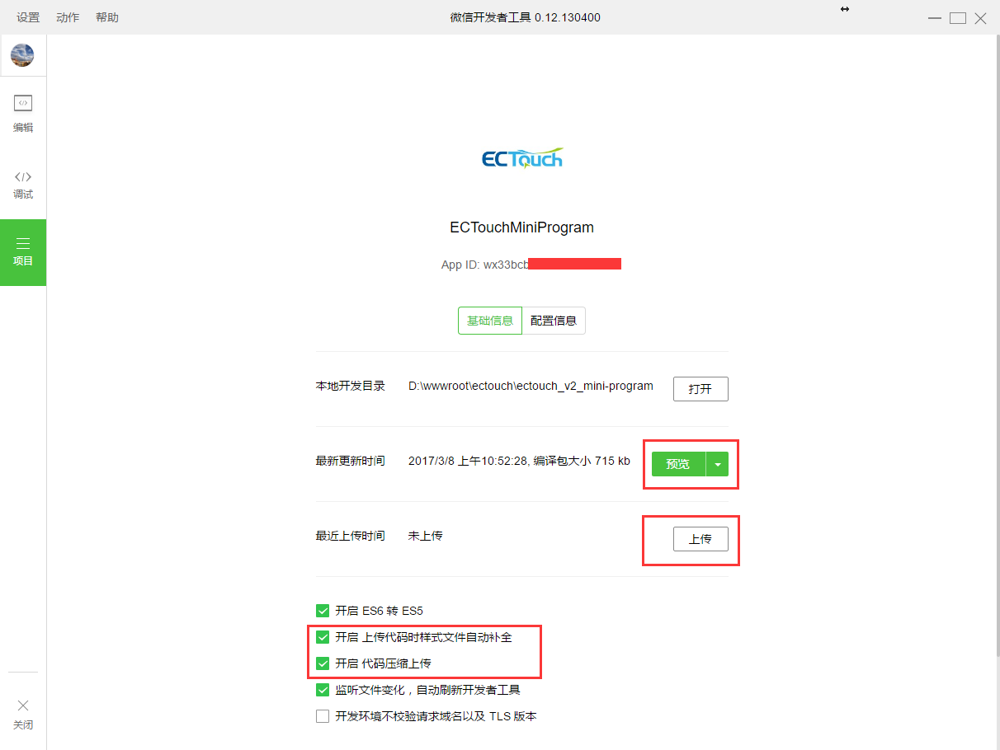 设置 动作 帮助 微信开发者工具 0.12.130400
编辑
调试
项目
关闭
ECTouch
ECTouchMiniProgram
App ID: wx33bcb
基础信息 配置信息
本地开发目录 D:\wwwroot\ectouch\ectouch_v2_mini-program 打开
最新更新时间 2017/3/8 上午10:52:28, 编译包大小 715 kb 预览
最近上传时间 未上传 上传
开启 ES6 转 ES5
开启 上传代码时样式文件自动补全
开启 代码压缩上传
监听文件变化，自动刷新开发者工具
开发环境不校验请求域名以及 TLS 版本